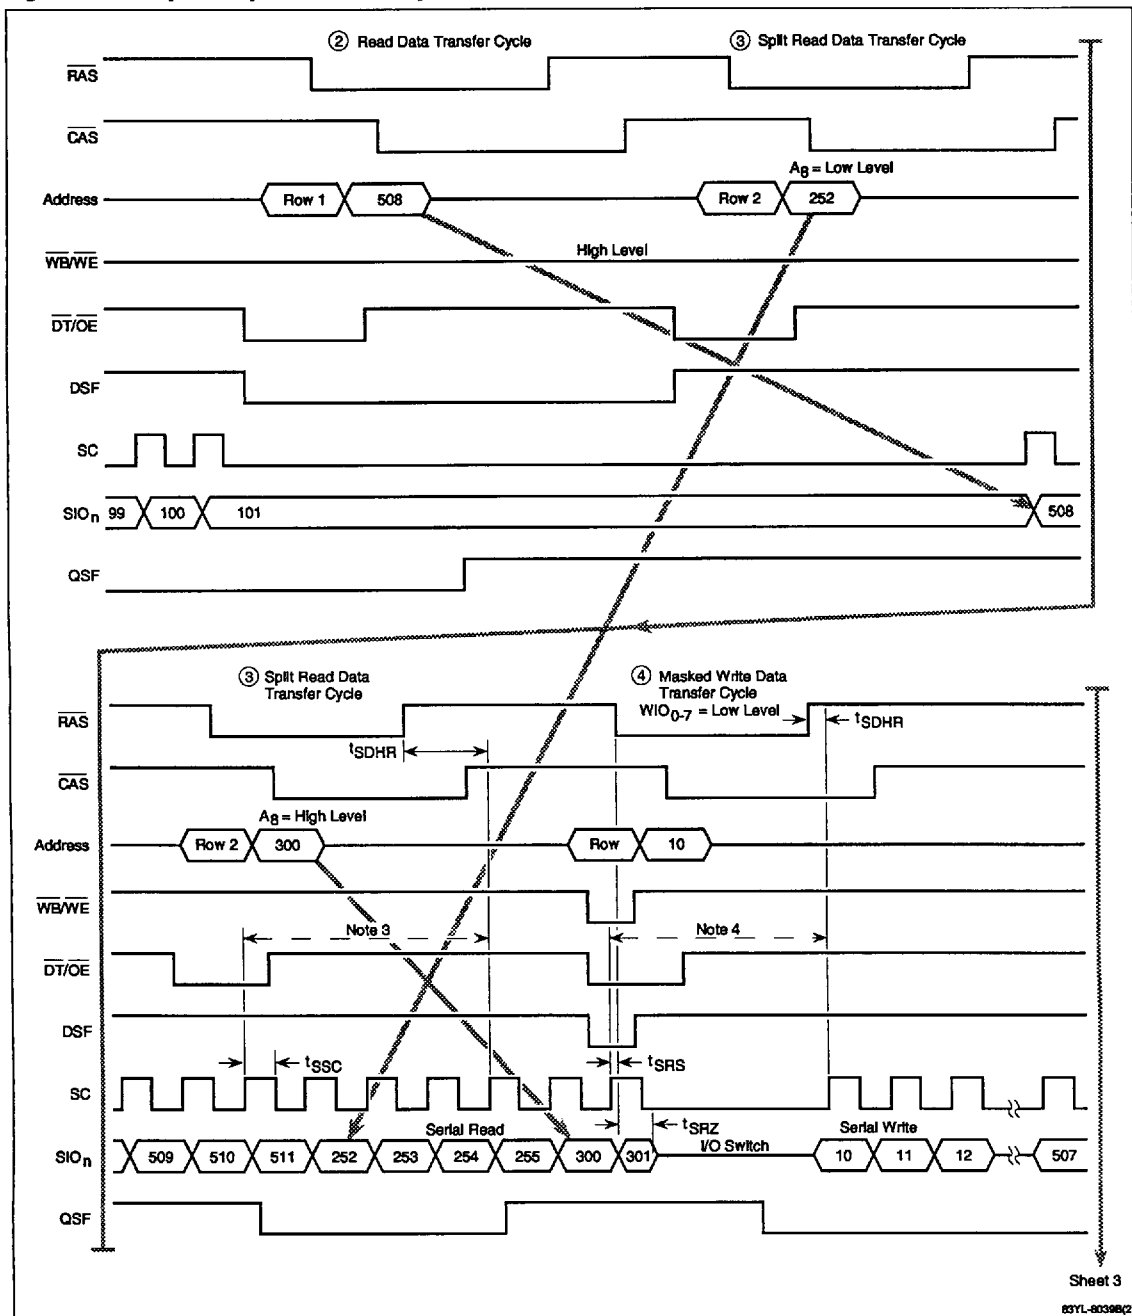 ② Read Data Transfer Cycle
③ Split Read Data Transfer Cycle
RAS
CAS
A8 = Low Level
Address
Row 1
508
Row 2
252
WB/WE
High Level
DT/OE
DSF
SC
SIOn
99
100
101
508
QSF
③ Split Read Data
Transfer Cycle
④ Masked Write Data
Transfer Cycle
WIO0-7 = Low Level
RAS
tSDHR
tSDHR
CAS
A8 = High Level
Address
Row 2
300
Row
10
WB/WE
Note 3
Note 4
DT/OE
DSF
tSSC
tSRS
SC
tSRZ
Serial Read
I/O Switch
Serial Write
SIOn
509
510
511
252
253
254
255
300
301
10
11
12
507
QSF
Sheet 3